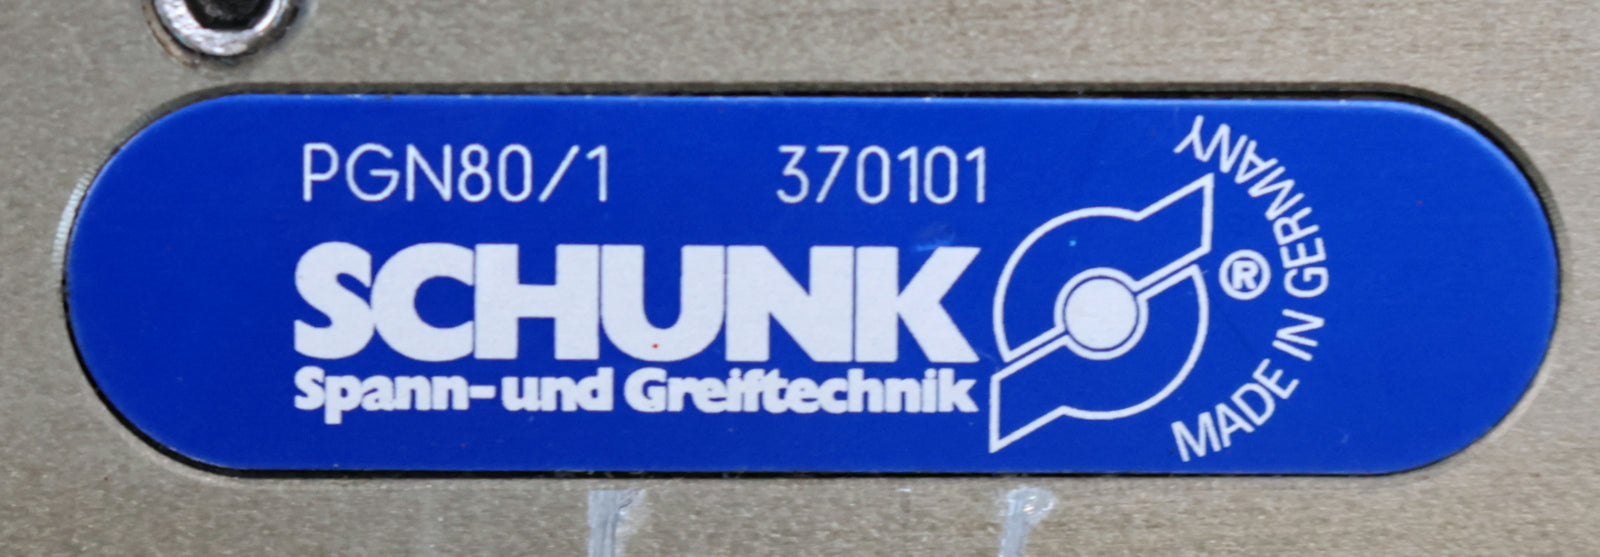 PGN80/1 370101
SCHUNK
Spann- und Greiftechnik
®
MADE IN GERMANY